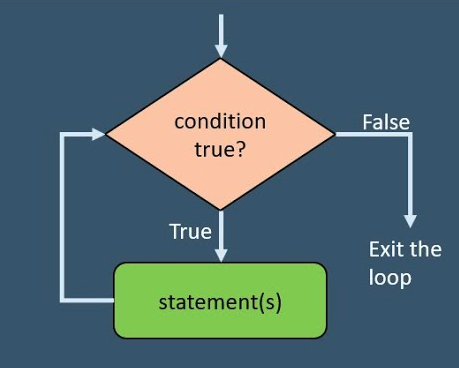 condition
true?
False
True
Exit the
loop
statement(s)